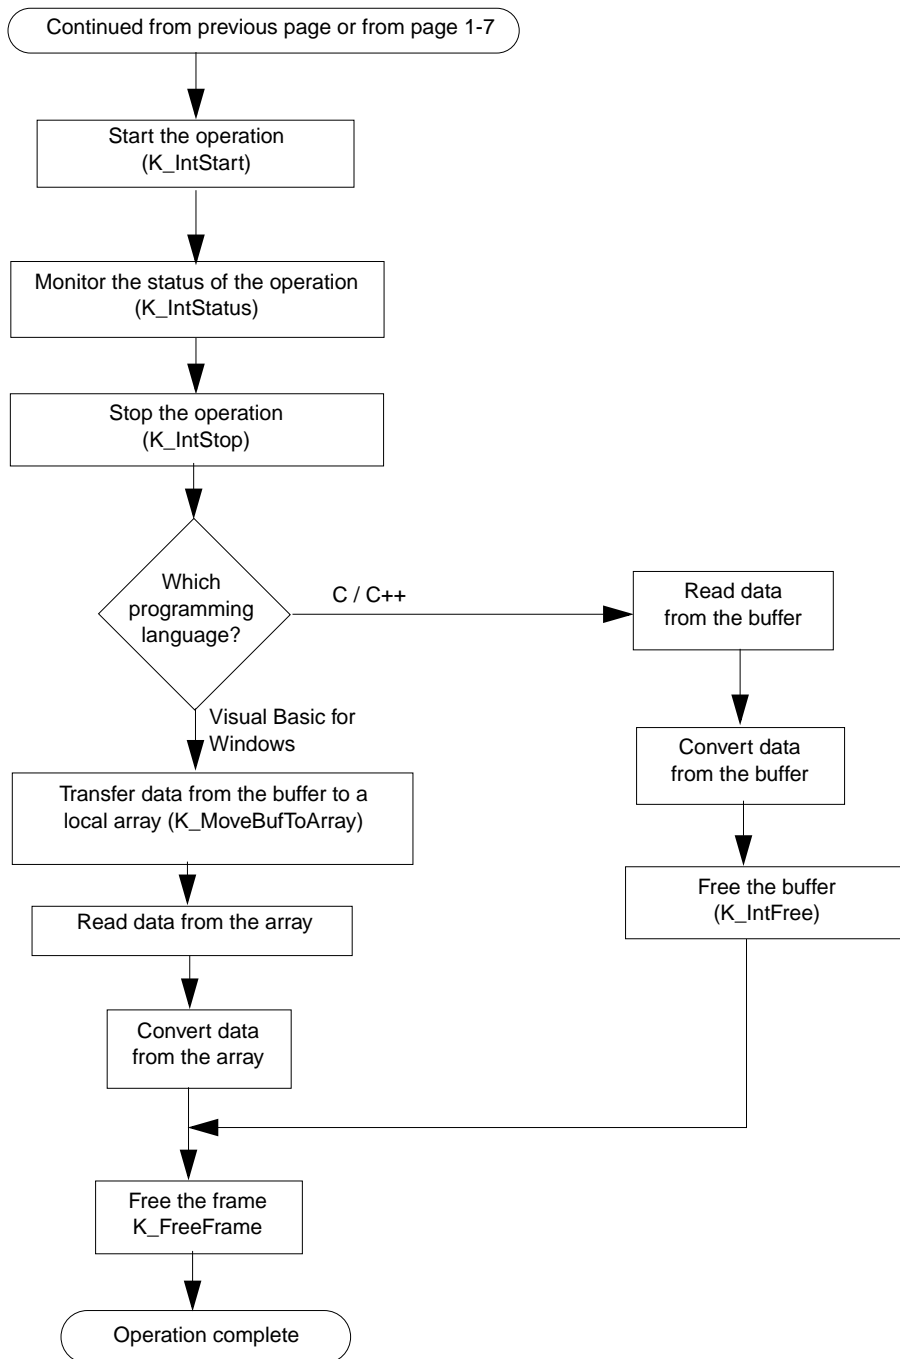 Continued from previous page or from page 1-7
Start the operation
(K_IntStart)
Monitor the status of the operation
(K_IntStatus)
Stop the operation
(K_IntStop)
Which
programming
language?
C / C++
Read data
from the buffer
Convert data
from the buffer
Free the buffer
(K_IntFree)
Visual Basic for
Windows
Transfer data from the buffer to a
local array (K_MoveBufToArray)
Read data from the array
Convert data
from the array
Free the frame
K_FreeFrame
Operation complete